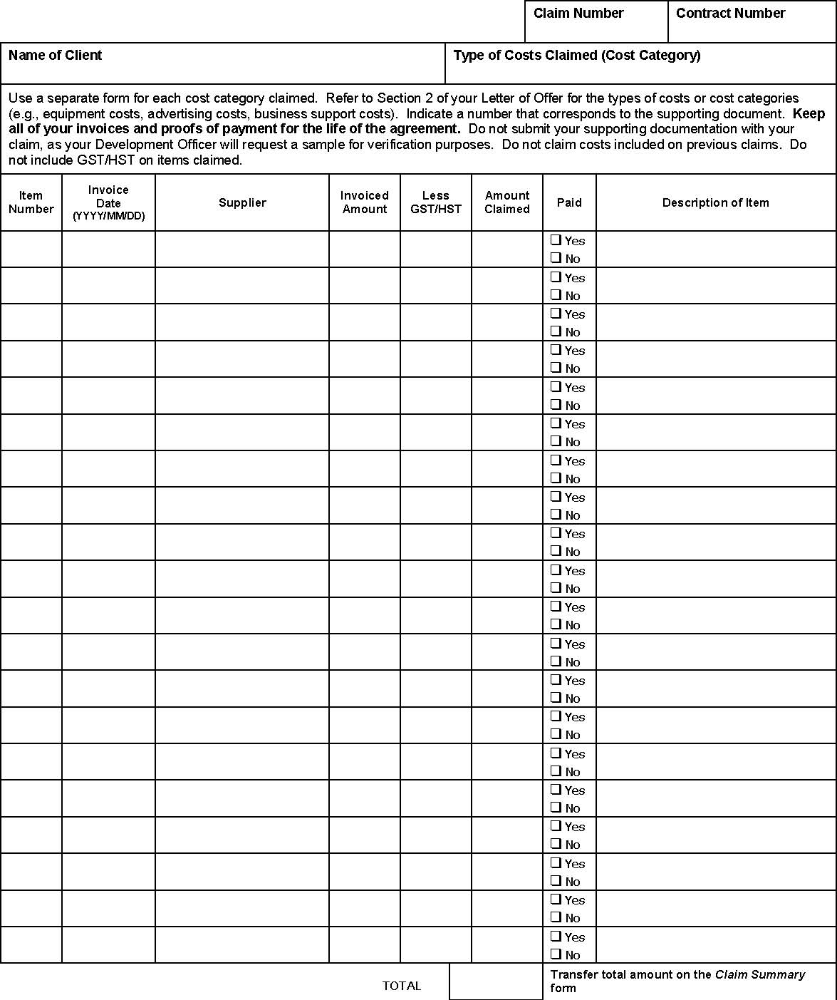 Claim Number Contract Number
Name of Client Type of Costs Claimed (Cost Category)
Use a separate form for each cost category claimed.  Refer to Section 2 of your Letter of Offer for the types of costs or cost categories
(e.g., equipment costs, advertising costs, business support costs).  Indicate a number that corresponds to the supporting document.  Keep
all of your invoices and proofs of payment for the life of the agreement.  Do not submit your supporting documentation with your
claim, as your Development Officer will request a sample for verification purposes.  Do not claim costs included on previous claims.  Do
not include GST/HST on items claimed.
Item
Number
Invoice
Date
(YYYY/MM/DD)
Supplier
Invoiced
Amount
Less
GST/HST
Amount
Claimed
Paid
Description of Item
❑ Yes
❑ No
❑ Yes
❑ No
❑ Yes
❑ No
❑ Yes
❑ No
❑ Yes
❑ No
❑ Yes
❑ No
❑ Yes
❑ No
❑ Yes
❑ No
❑ Yes
❑ No
❑ Yes
❑ No
❑ Yes
❑ No
❑ Yes
❑ No
❑ Yes
❑ No
❑ Yes
❑ No
❑ Yes
❑ No
❑ Yes
❑ No
❑ Yes
❑ No
❑ Yes
❑ No
❑ Yes
❑ No
❑ Yes
❑ No
TOTAL
Transfer total amount on the Claim Summary
form